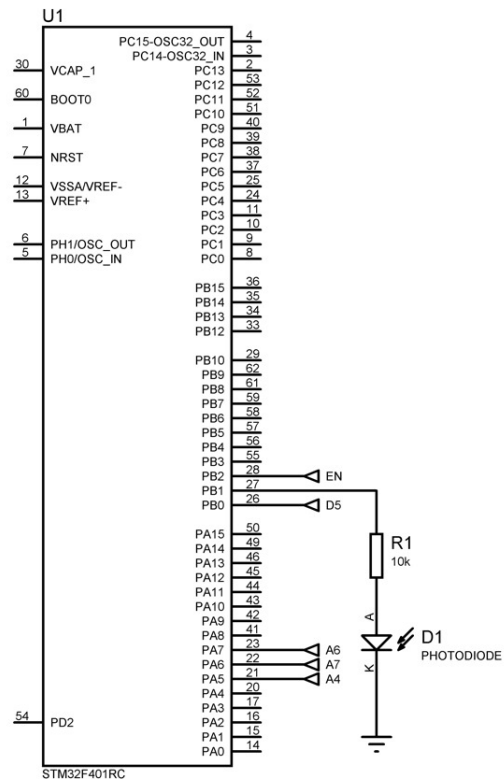 U1
PC15-OSC32_OUT 4
PC14-OSC32_IN 3
30 VCAP_1 PC13 2
PC12 53
60 BOOT0 PC11 52
PC10 51
1 VBAT PC9 40
PC8 39
7 NRST PC7 38
PC6 37
12 VSSA/VREF- PC5 25
13 VREF+ PC4 24
PC3 11
PC2 10
6 PH1/OSC_OUT PC1 9
5 PH0/OSC_IN PC0 8
PB15 36
PB14 35
PB13 34
PB12 33
PB10 29
PB9 62
PB8 61
PB7 59
PB6 58
PB5 57
PB4 56
PB3 55
PB2 28 EN
PB1 27
PB0 26 D5
PA15 50
PA14 49
PA13 46
PA12 45
PA11 44
PA10 43
PA9 42
PA8 41
PA7 23 A6
PA6 22 A7
PA5 21 A4
PA4 20
PA3 17
54 PD2 PA2 16
PA1 15
PA0 14
STM32F401RC
R1
10k
A
D1
PHOTODIODE
K